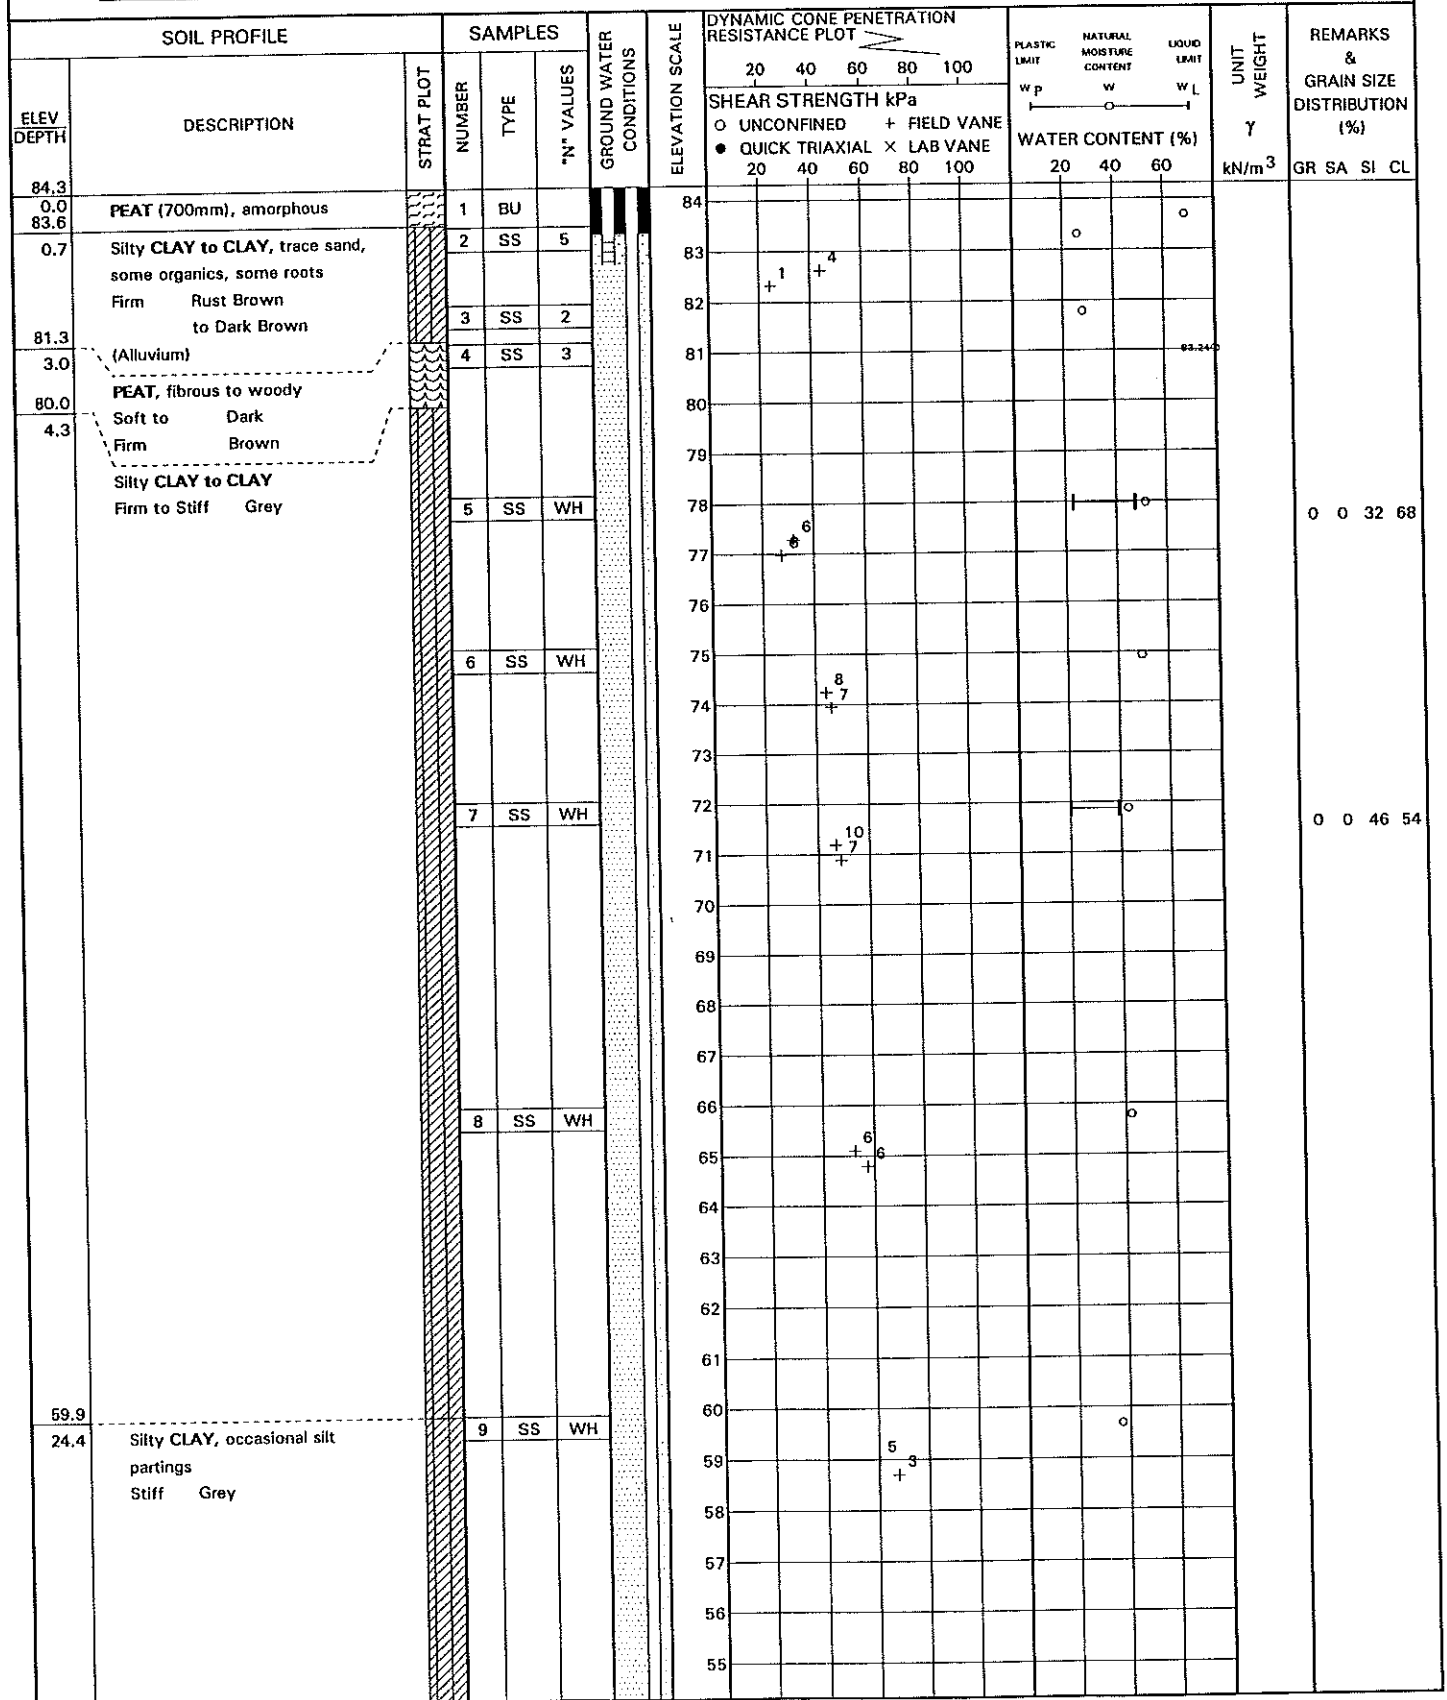 SOIL PROFILE
SAMPLES
GROUND WATER
CONDITIONS
ELEVATION SCALE
DYNAMIC CONE PENETRATION
RESISTANCE PLOT
20 40 60 80 100
SHEAR STRENGTH kPa
O UNCONFINED + FIELD VANE
● QUICK TRIAXIAL × LAB VANE
20 40 60 80 100
PLASTIC
LIMIT
NATURAL
MOISTURE
CONTENT
LIQUID
LIMIT
W P W W L
WATER CONTENT (%)
20 40 60
UNIT
WEIGHT
γ
kN/m³
REMARKS
&
GRAIN SIZE
DISTRIBUTION
(%)
GR SA SI CL
ELEV
DEPTH
DESCRIPTION
STRAT PLOT
NUMBER
TYPE
"N" VALUES
84.3
0.0
PEAT (700mm), amorphous
1 BU
84
83.6
0.7
Silty CLAY to CLAY, trace sand,
some organics, some roots
Firm Rust Brown
to Dark Brown
(Alluvium)
2 SS 5
83
4
1
82
3 SS 2
81.3
3.0
4 SS 3
81
PEAT, fibrous to woody
Soft to Dark
Firm Brown
80.0
4.3
80
79
Silty CLAY to CLAY
Firm to Stiff Grey
5 SS WH
78
0 0 32 68
6
77
76
6 SS WH
75
8
7
74
73
7 SS WH
72
0 0 46 54
10
7
71
70
69
68
67
8 SS WH
66
6
6
65
64
63
62
61
60
59.9
24.4
Silty CLAY, occasional silt
partings
Stiff Grey
9 SS WH
5
3
59
58
57
56
55